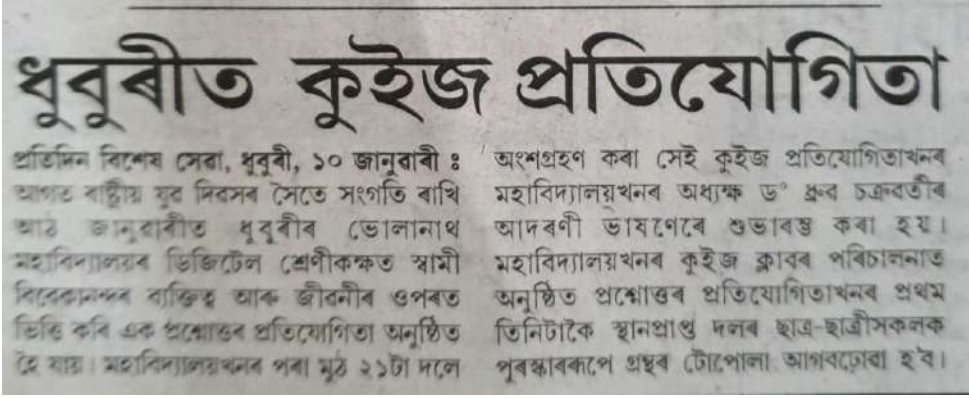 ধুবুৰীত কুইজ প্ৰতিযোগিতা
প্ৰতিদিন বিশেষ সেৱা, ধুবুৰী, ১০ জানুৱাৰী :
আগত ৰাষ্ট্ৰীয় যুৱ দিৱসৰ সৈতে সংগতি ৰাখি
আঠ জানুৱাৰীত ধুবুৰীৰ ভোলানাথ
মহাবিদ্যালয়ৰ ডিজিটেল শ্ৰেণীকক্ষত স্বামী
বিবেকানন্দৰ ব্যক্তিত্ব আৰু জীৱনীৰ ওপৰত
ভিত্তি কৰি এক প্ৰশ্নোত্তৰ প্ৰতিযোগিতা অনুষ্ঠিত
হৈ যায়। মহাবিদ্যালয়খনৰ পৰা মুঠ ২১টা দলে
অংশগ্ৰহণ কৰা সেই কুইজ প্ৰতিযোগিতাখনৰ
মহাবিদ্যালয়খনৰ অধ্যক্ষ ড° ধ্ৰুৱ চক্ৰৱৰ্তীৰ
আদৰণী ভাষণেৰে শুভাৰম্ভ কৰা হয়।
মহাবিদ্যালয়খনৰ কুইজ ক্লাবৰ পৰিচালনাত
অনুষ্ঠিত প্ৰশ্নোত্তৰ প্ৰতিযোগিতাখনৰ প্ৰথম
তিনিটাকৈ স্থানপ্ৰাপ্ত দলৰ ছাত্ৰ-ছাত্ৰীসকলক
পুৰস্কাৰৰূপে গ্ৰন্থৰ টোপোলা আগবঢ়োৱা হ'ব।